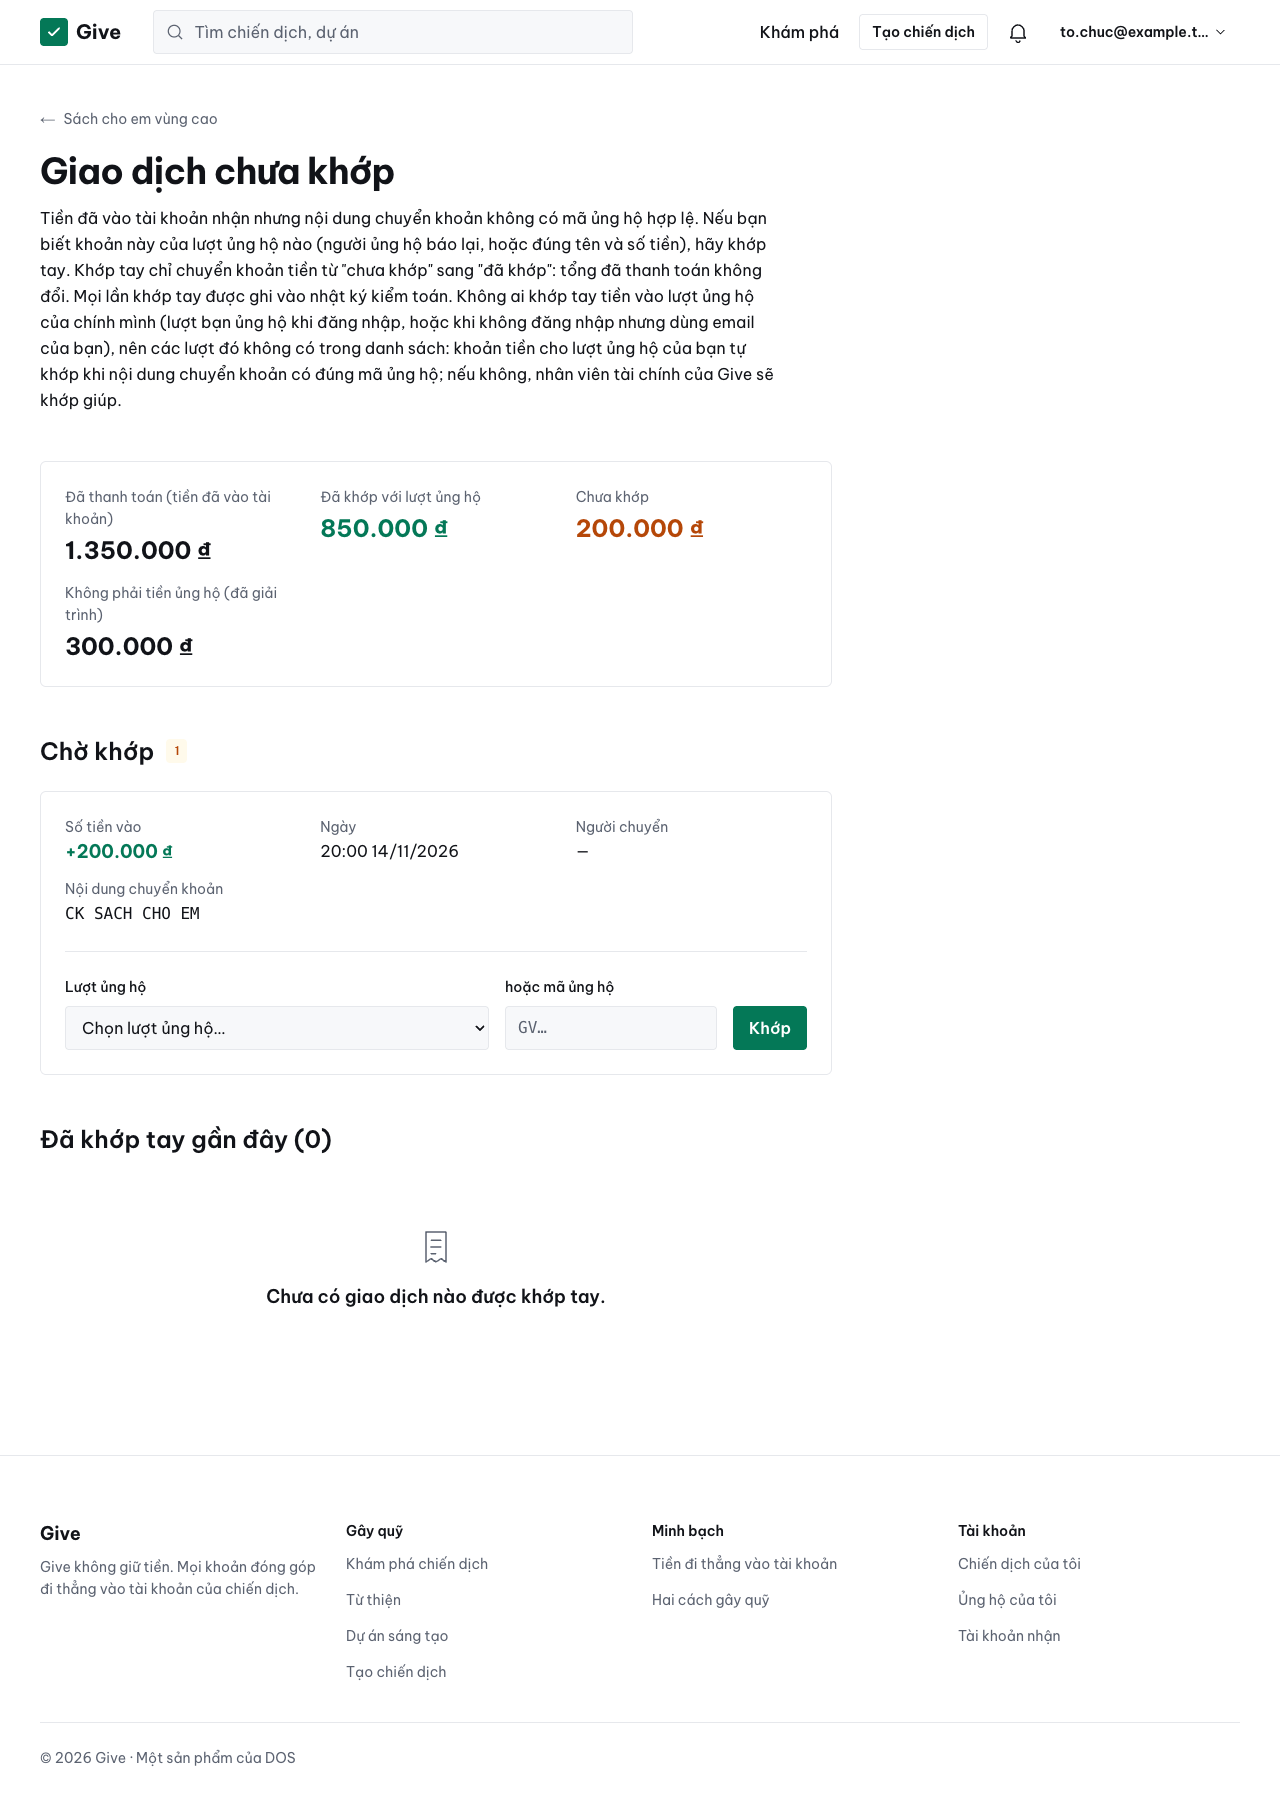 Give
Tìm chiến dịch, dự án
Khám phá
Tạo chiến dịch
to.chuc@example.t...
← Sách cho em vùng cao
Giao dịch chưa khớp
Tiền đã vào tài khoản nhận nhưng nội dung chuyển khoản không có mã ủng hộ hợp lệ. Nếu bạn
biết khoản này của lượt ủng hộ nào (người ủng hộ báo lại, hoặc đúng tên và số tiền), hãy khớp
tay. Khớp tay chỉ chuyển khoản tiền từ "chưa khớp" sang "đã khớp": tổng đã thanh toán không
đổi. Mọi lần khớp tay được ghi vào nhật ký kiểm toán. Không ai khớp tay tiền vào lượt ủng hộ
của chính mình (lượt bạn ủng hộ khi đăng nhập, hoặc khi không đăng nhập nhưng dùng email
của bạn), nên các lượt đó không có trong danh sách: khoản tiền cho lượt ủng hộ của bạn tự
khớp khi nội dung chuyển khoản có đúng mã ủng hộ; nếu không, nhân viên tài chính của Give sẽ
khớp giúp.
Đã thanh toán (tiền đã vào tài
khoản)
1.350.000 ₫
Đã khớp với lượt ủng hộ
850.000 ₫
Chưa khớp
200.000 ₫
Không phải tiền ủng hộ (đã giải
trình)
300.000 ₫
Chờ khớp 1
Số tiền vào
+200.000 ₫
Ngày
20:00 14/11/2026
Người chuyển
—
Nội dung chuyển khoản
CK SACH CHO EM
Lượt ủng hộ
Chọn lượt ủng hộ...
hoặc mã ủng hộ
GV…
Khớp
Đã khớp tay gần đây (0)
Chưa có giao dịch nào được khớp tay.
Give
Give không giữ tiền. Mọi khoản đóng góp
đi thẳng vào tài khoản của chiến dịch.
Gây quỹ
Khám phá chiến dịch
Từ thiện
Dự án sáng tạo
Tạo chiến dịch
Minh bạch
Tiền đi thẳng vào tài khoản
Hai cách gây quỹ
Tài khoản
Chiến dịch của tôi
Ủng hộ của tôi
Tài khoản nhận
© 2026 Give · Một sản phẩm của DOS